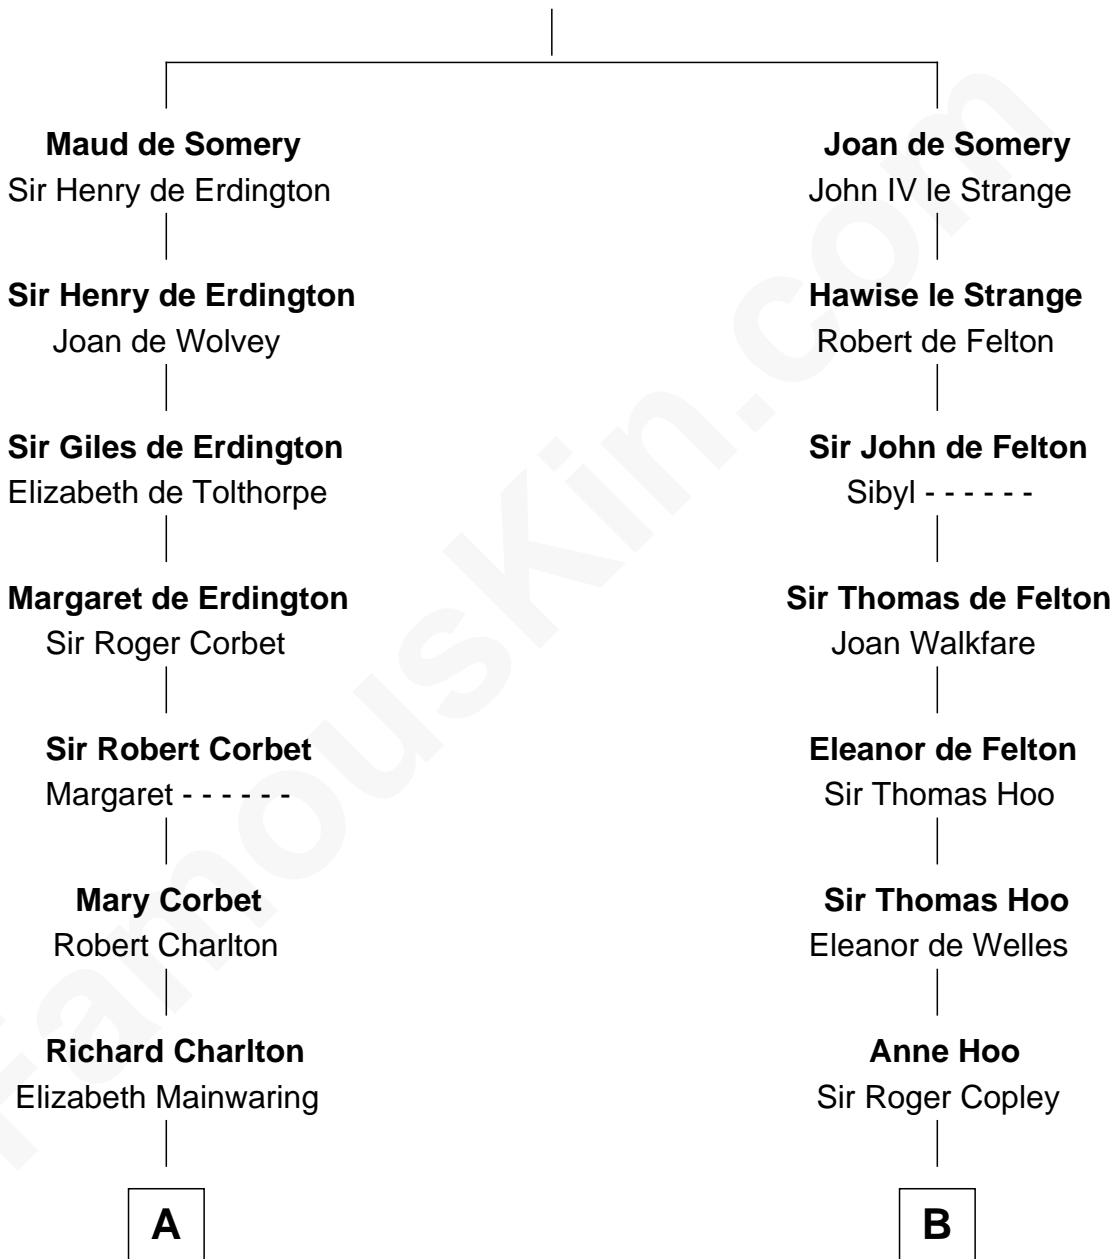 Maud de Somery
Sir Henry de Erdington
Sir Henry de Erdington
Joan de Wolvey
Sir Giles de Erdington
Elizabeth de Tolthorpe
Margaret de Erdington
Sir Roger Corbet
Sir Robert Corbet
Margaret - - - - - -
Mary Corbet
Robert Charlton
Richard Charlton
Elizabeth Mainwaring
A
Joan de Somery
John IV le Strange
Hawise le Strange
Robert de Felton
Sir John de Felton
Sibyl - - - - - -
Sir Thomas de Felton
Joan Walkfare
Eleanor de Felton
Sir Thomas Hoo
Sir Thomas Hoo
Eleanor de Welles
Anne Hoo
Sir Roger Copley
B
FamousKin.com